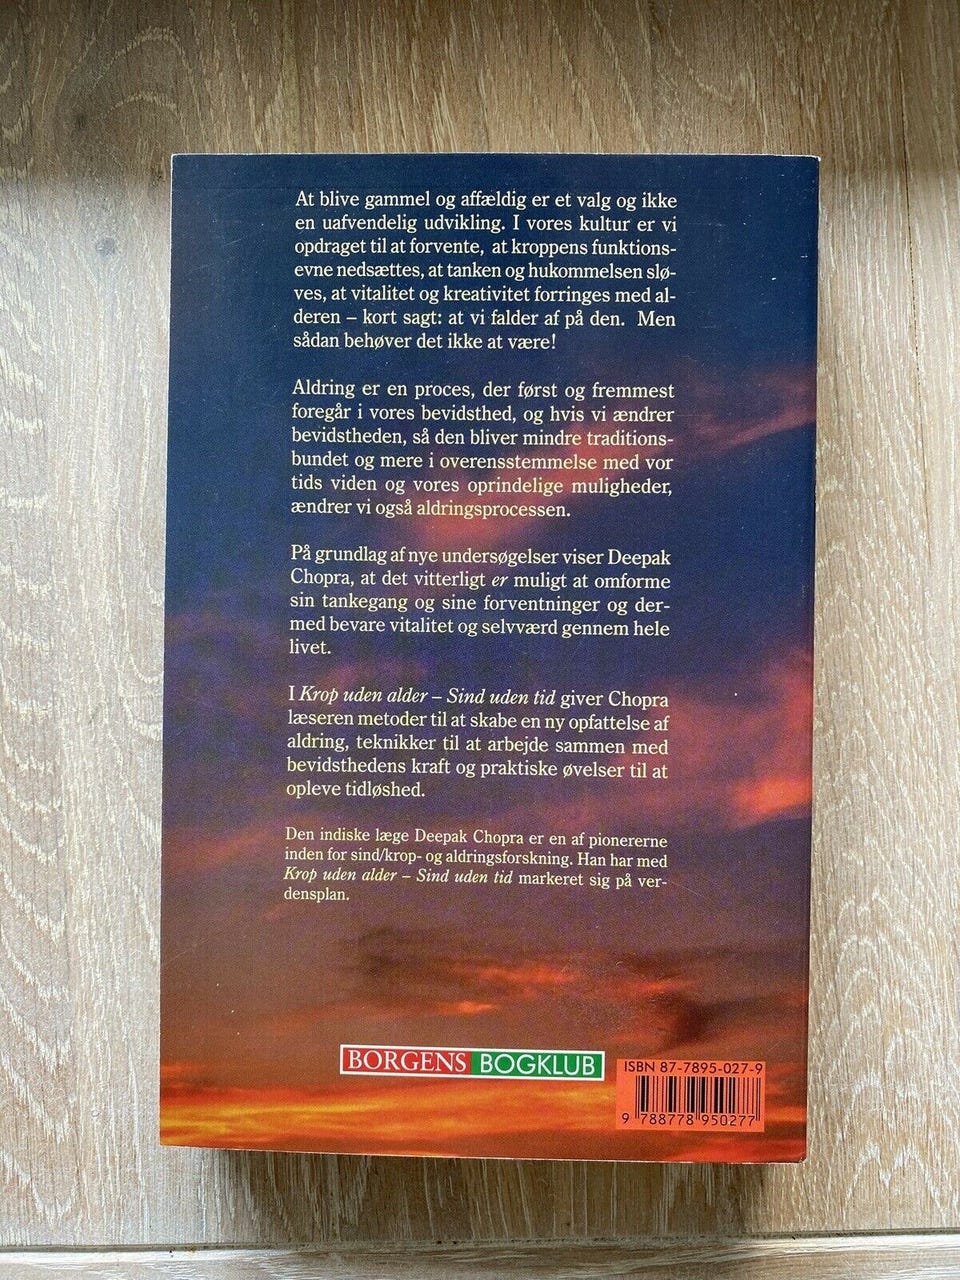 At blive gammel og affældig er et valg og ikke
en uafvendelig udvikling. I vores kultur er vi
opdraget til at forvente, at kroppens funktions-
evne nedsættes, at tanken og hukommelsen slø-
ves, at vitalitet og kreativitet forringes med al-
deren – kort sagt: at vi falder af på den. Men
sådan behøver det ikke at være!
Aldring er en proces, der først og fremmest
foregår i vores bevidsthed, og hvis vi ændrer
bevidstheden, så den bliver mindre traditions-
bundet og mere i overensstemmelse med vor
tids viden og vores oprindelige muligheder,
ændrer vi også aldringsprocessen.
På grundlag af nye undersøgelser viser Deepak
Chopra, at det vitterligt er muligt at omforme
sin tankegang og sine forventninger og der-
med bevare vitalitet og selvværd gennem hele
livet.
I Krop uden alder – Sind uden tid giver Chopra
læseren metoder til at skabe en ny opfattelse af
aldring, teknikker til at arbejde sammen med
bevidsthedens kraft og praktiske øvelser til at
opleve tidløshed.
Den indiske læge Deepak Chopra er en af pionererne
inden for sind/krop- og aldringsforskning. Han har med
Krop uden alder – Sind uden tid markeret sig på ver-
densplan.
BORGENS BOGKLUB
ISBN 87-7895-027-9
9 788778 950277